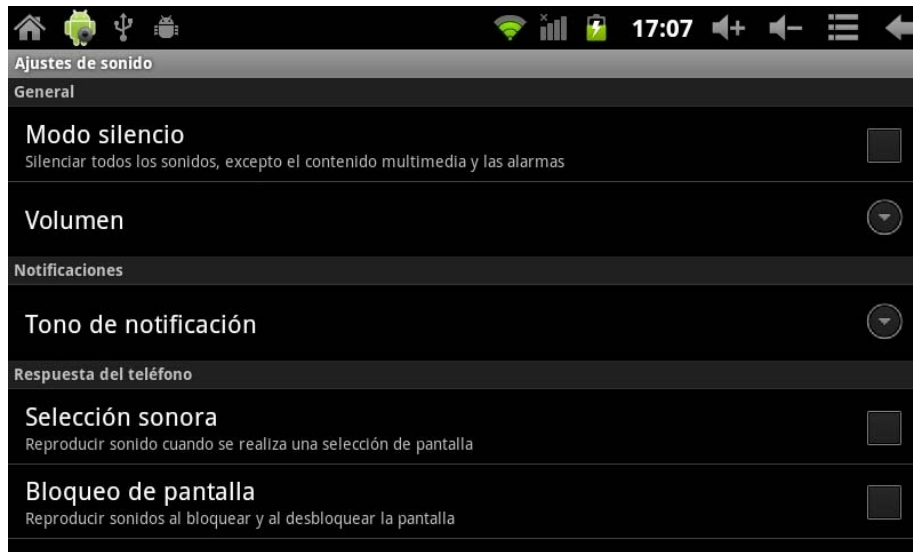 17:07
Ajustes de sonido
General
Modo silencio
Silenciar todos los sonidos, excepto el contenido multimedia y las alarmas
Volumen
Notificaciones
Tono de notificación
Respuesta del teléfono
Selección sonora
Reproducir sonido cuando se realiza una selección de pantalla
Bloqueo de pantalla
Reproducir sonidos al bloquear y al desbloquear la pantalla